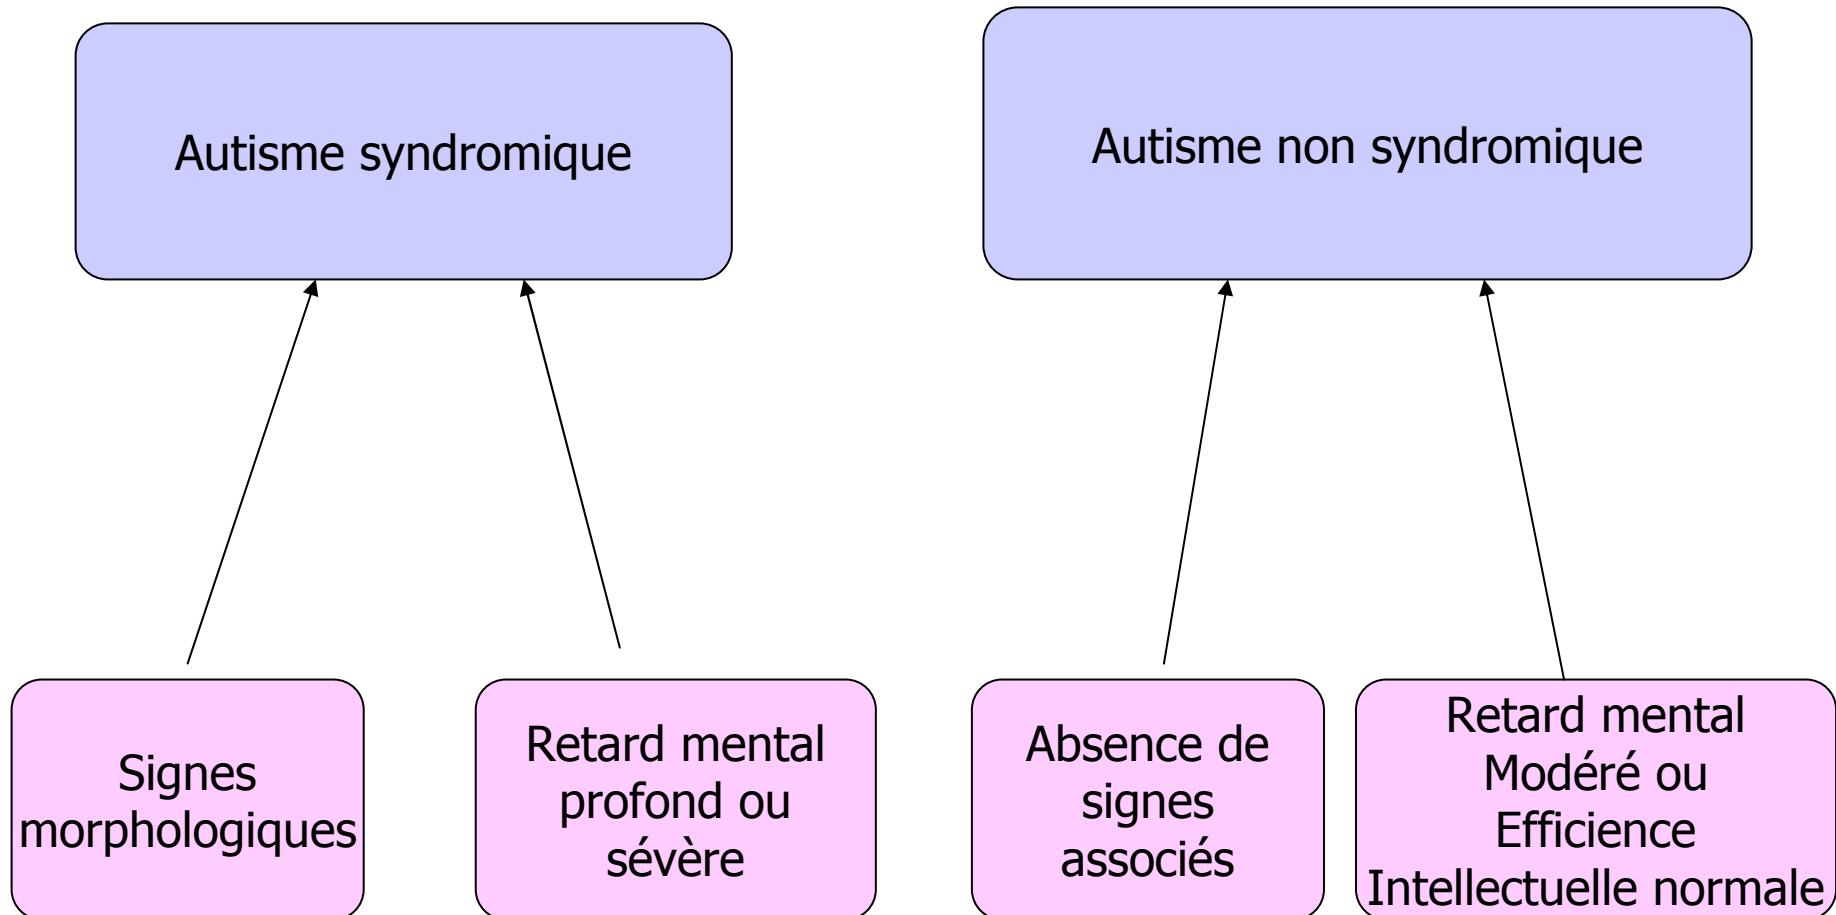 Autisme syndromique
Autisme non syndromique
Signes
morphologiques
Retard mental
profond ou
sévère
Absence de
signes
associés
Retard mental
Modéré ou
Efficience
Intellectuelle normale